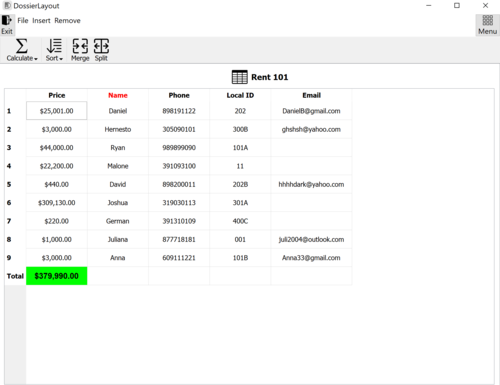 DossierLayout
File Insert Remove
Exit
Menu
Calculate Sort Merge Split
Rent 101
Price Name Phone Local ID Email
1 $25,001.00 Daniel 898191122 202 DanielB@gmail.com
2 $3,000.00 Hernesto 305090101 300B ghshsh@yahoo.com
3 $44,000.00 Ryan 989899090 101A
4 $22,200.00 Malone 391093100 11
5 $440.00 David 898200011 202B hhhhdark@yahoo.com
6 $309,130.00 Joshua 319030113 301A
7 $220.00 German 391310109 400C
8 $1,000.00 Juliana 877718181 001 juli2004@outlook.com
9 $3,000.00 Anna 609111221 101B Anna33@gmail.com
Total $379,990.00